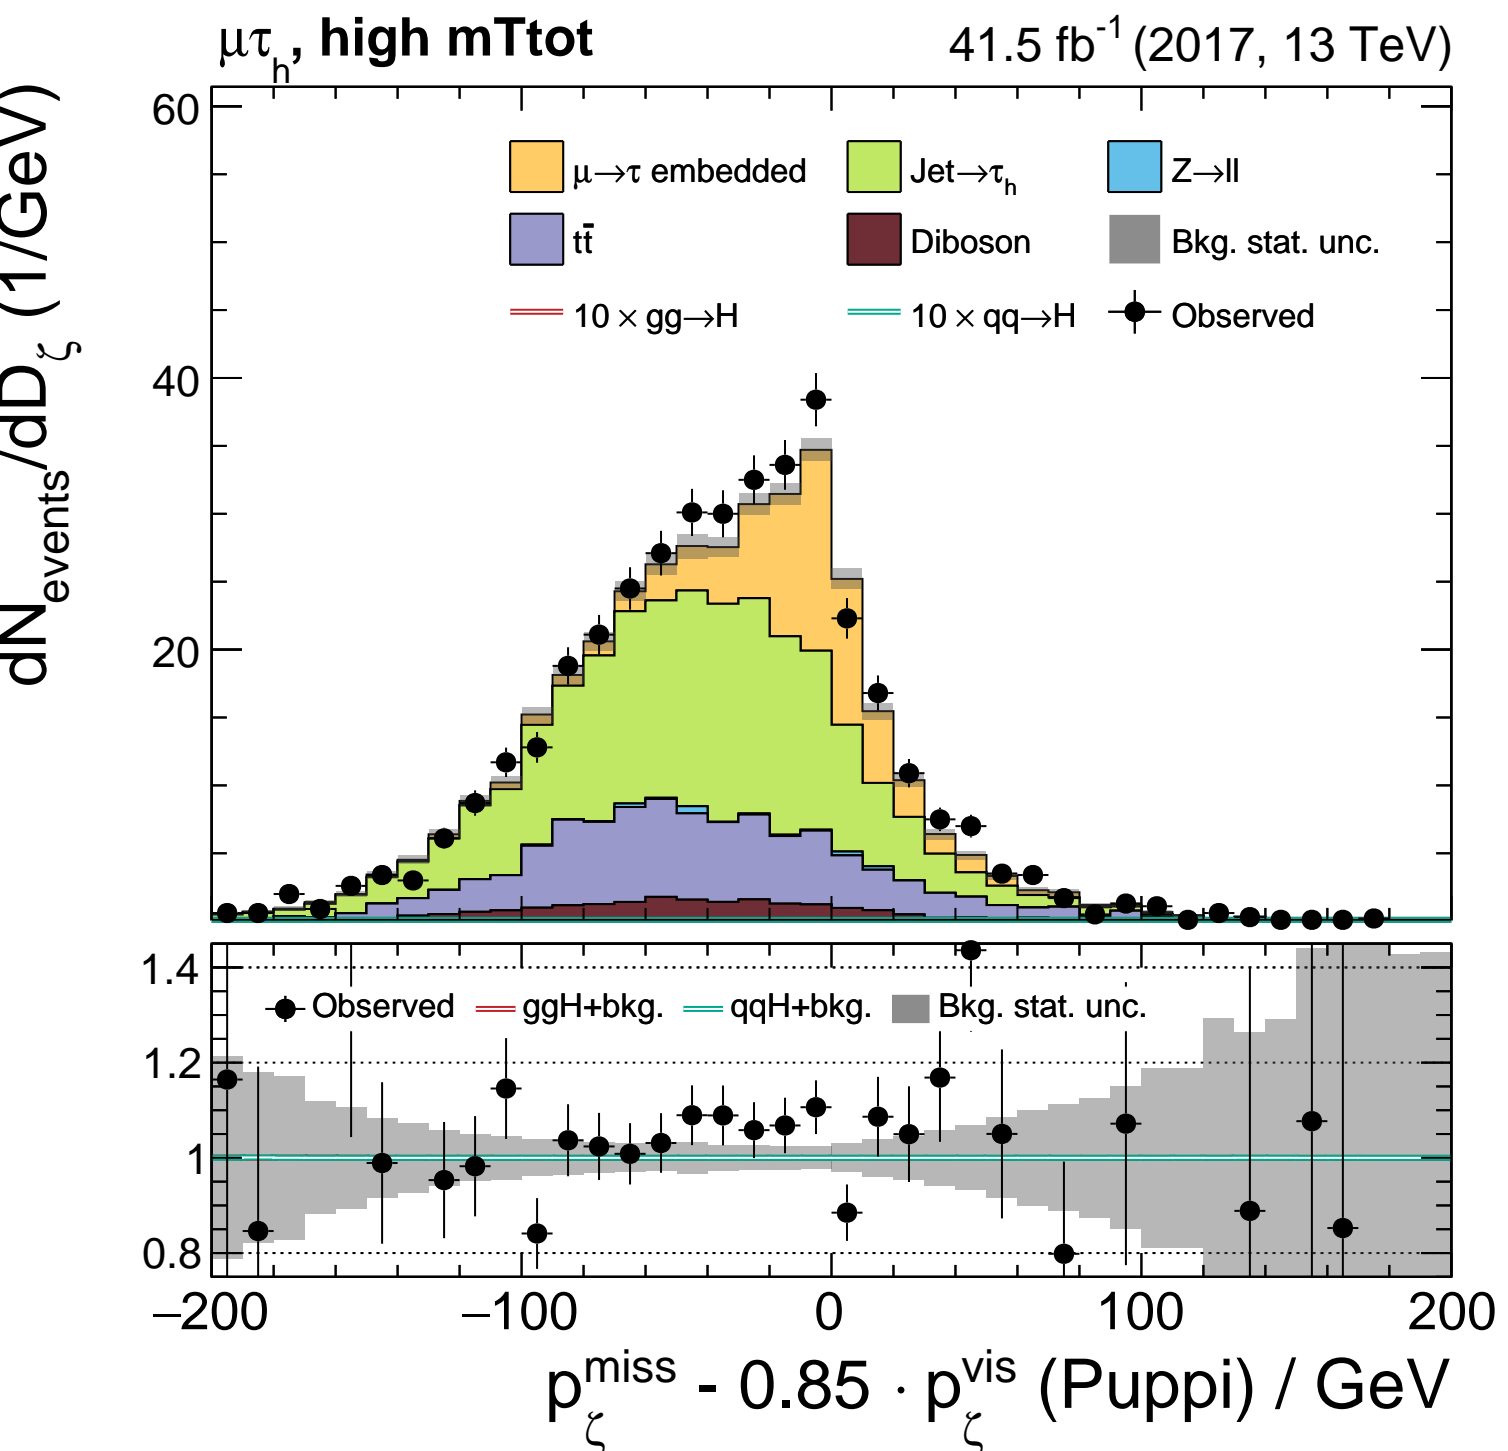 μτh, high mTtot 41.5 fb-1 (2017, 13 TeV)
dNevents/dDζ (1/GeV)
60
40
20
μ→τ embedded Jet→τh Z→ll
tt̄ Diboson Bkg. stat. unc.
10 × gg→H 10 × qq→H Observed
1.4
1.2
1
0.8
Observed ggH+bkg. qqH+bkg. Bkg. stat. unc.
−200 −100 0 100 200
pζmiss - 0.85 · pζvis (Puppi) / GeV